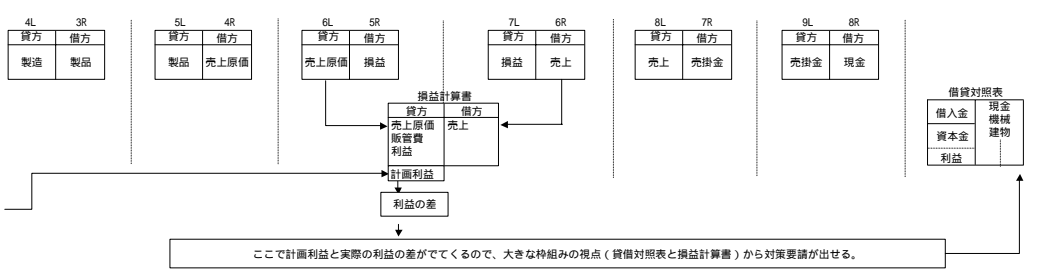 4L 3R
貸方 借方
製造 製品
5L 4R
貸方 借方
製品 売上原価
6L 5R
貸方 借方
売上原価 損益
7L 6R
貸方 借方
損益 売上
8L 7R
貸方 借方
売上 売掛金
9L 8R
貸方 借方
売掛金 現金
損益計算書
貸方 借方
売上原価 売上
販管費
利益
計画利益
利益の差
借貸対照表
借入金 現金
機械
資本金 建物
利益
ここで計画利益と実際の利益の差がでてくるので、大きな枠組みの視点(貸借対照表と損益計算書)から対策要請が出せる。